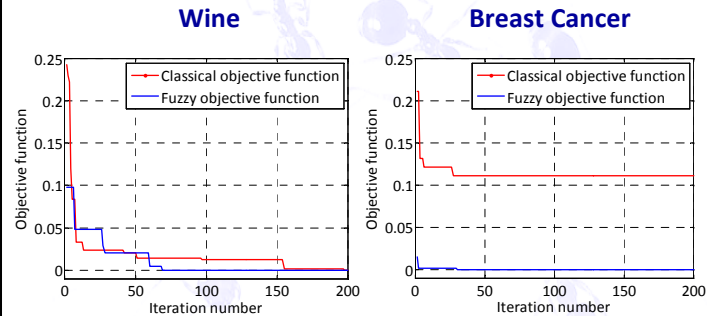 Wine
Objective function
0.25
0.2
0.15
0.1
0.05
0
Classical objective function
Fuzzy objective function
0 50 100 150 200
Iteration number
Breast Cancer
Objective function
0.25
0.2
0.15
0.1
0.05
0
Classical objective function
Fuzzy objective function
0 50 100 150 200
Iteration number